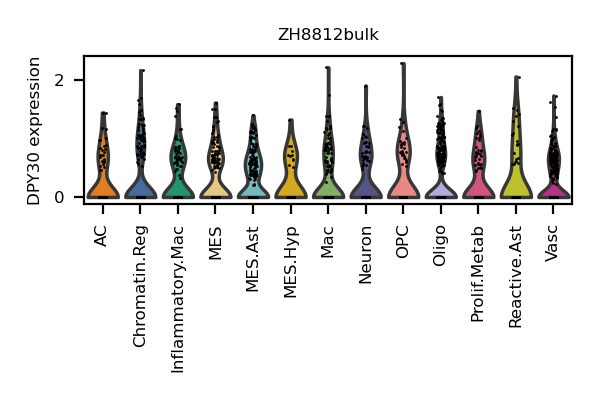 ZH8812bulk
DPY30 expression
2
0
AC
Chromatin.Reg
Inflammatory.Mac
MES
MES.Ast
MES.Hyp
Mac
Neuron
OPC
Oligo
Prolif.Metab
Reactive.Ast
Vasc